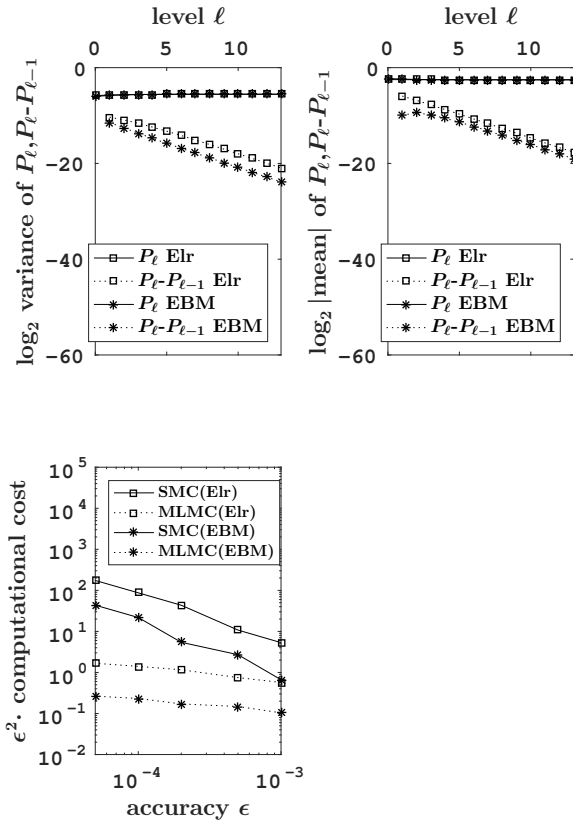 level ℓ
0 5 10
0
−20
−40
−60
log₂ variance of Pℓ,Pℓ-Pℓ−1
Pℓ Elr
Pℓ-Pℓ−1 Elr
Pℓ EBM
Pℓ-Pℓ−1 EBM
level ℓ
0 5 10
0
−20
−40
−60
log₂ |mean| of Pℓ,Pℓ-Pℓ−1
Pℓ Elr
Pℓ-Pℓ−1 Elr
Pℓ EBM
Pℓ-Pℓ−1 EBM
10⁵
10⁴
10³
10²
10¹
10⁰
10⁻¹
10⁻²
ϵ²· computational cost
SMC(Elr)
MLMC(Elr)
SMC(EBM)
MLMC(EBM)
10⁻⁴ 10⁻³
accuracy ϵ